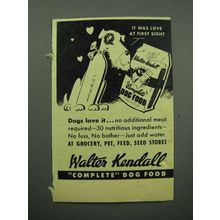 IT WAS LOVE
AT FIRST SIGHT
Walter Kendall
DOG FOOD
Dogs love it...no additional meat
required—30 nutritious ingredients—
No fuss, No bother—Just add water.
AT GROCERY, PET, FEED, SEED STORES
Walter Kendall
"COMPLETE" DOG FOOD